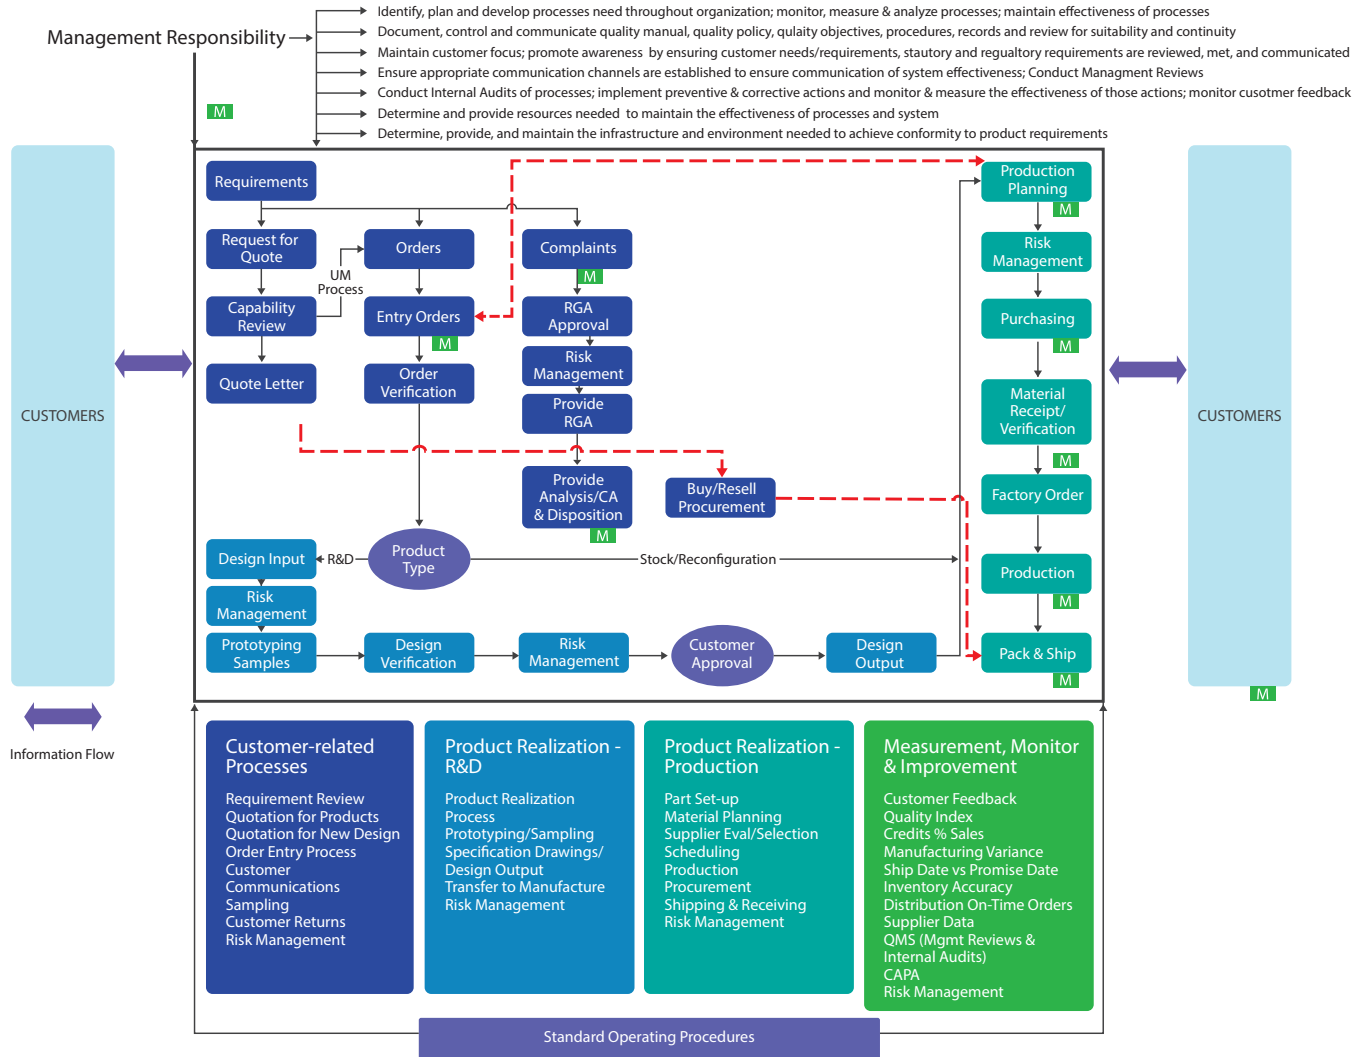 Identify, plan and develop processes need throughout organization; monitor, measure & analyze processes; maintain effectiveness of processes
Management Responsibility
Document, control and communicate quality manual, quality policy, qulaity objectives, procedures, records and review for suitability and continuity
Maintain customer focus; promote awareness by ensuring customer needs/requirements, stautory and regualtory requirements are reviewed, met, and communicated
Ensure appropriate communication channels are established to ensure communication of system effectiveness; Conduct Managment Reviews
Conduct Internal Audits of processes; implement preventive & corrective actions and monitor & measure the effectiveness of those actions; monitor cusotmer feedback
M
Determine and provide resources needed to maintain the effectiveness of processes and system
Determine, provide, and maintain the infrastructure and environment needed to achieve conformity to product requirements
CUSTOMERS
Requirements
Request for
Quote
Capability
Review
Quote Letter
UM
Process
Orders
Entry Orders
M
Order
Verification
Complaints
M
RGA
Approval
Risk
Management
Provide
RGA
Provide
Analysis/CA
& Disposition
M
Buy/Resell
Procurement
Production
Planning
M
Risk
Management
Purchasing
M
Material
Receipt/
Verification
M
Factory Order
Production
M
Pack & Ship
M
CUSTOMERS
M
Product
Type
R&D
Stock/Reconfiguration
Design Input
Risk
Management
Prototyping
Samples
Design
Verification
Risk
Management
Customer
Approval
Design
Output
Information Flow
Customer-related
Processes
Requirement Review
Quotation for Products
Quotation for New Design
Order Entry Process
Customer
Communications
Sampling
Customer Returns
Risk Management
Product Realization -
R&D
Product Realization
Process
Prototyping/Sampling
Specification Drawings/
Design Output
Transfer to Manufacture
Risk Management
Product Realization -
Production
Part Set-up
Material Planning
Supplier Eval/Selection
Scheduling
Production
Procurement
Shipping & Receiving
Risk Management
Measurement, Monitor
& Improvement
Customer Feedback
Quality Index
Credits % Sales
Manufacturing Variance
Ship Date vs Promise Date
Inventory Accuracy
Distribution On-Time Orders
Supplier Data
QMS (Mgmt Reviews &
Internal Audits)
CAPA
Risk Management
Standard Operating Procedures